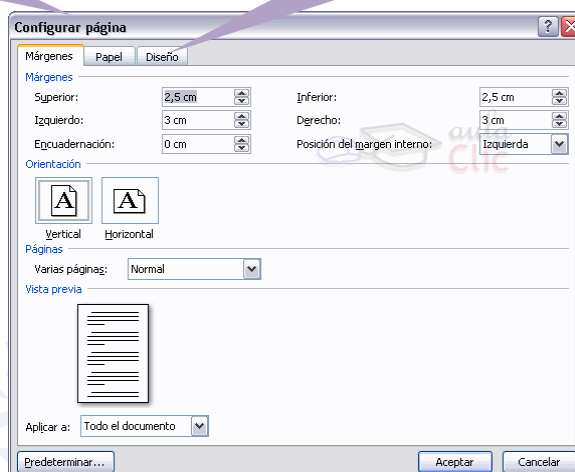 Configurar página
Márgenes Papel Diseño
Márgenes
Superior: 2,5 cm Inferior: 2,5 cm
Izquierdo: 3 cm Derecho: 3 cm
Encuadernación: 0 cm Posición del margen interno: Izquierda
aula
Clic
Orientación
A A
Vertical Horizontal
Páginas
Varias páginas: Normal
Vista previa
Aplicar a: Todo el documento
Predeterminar... Aceptar Cancelar